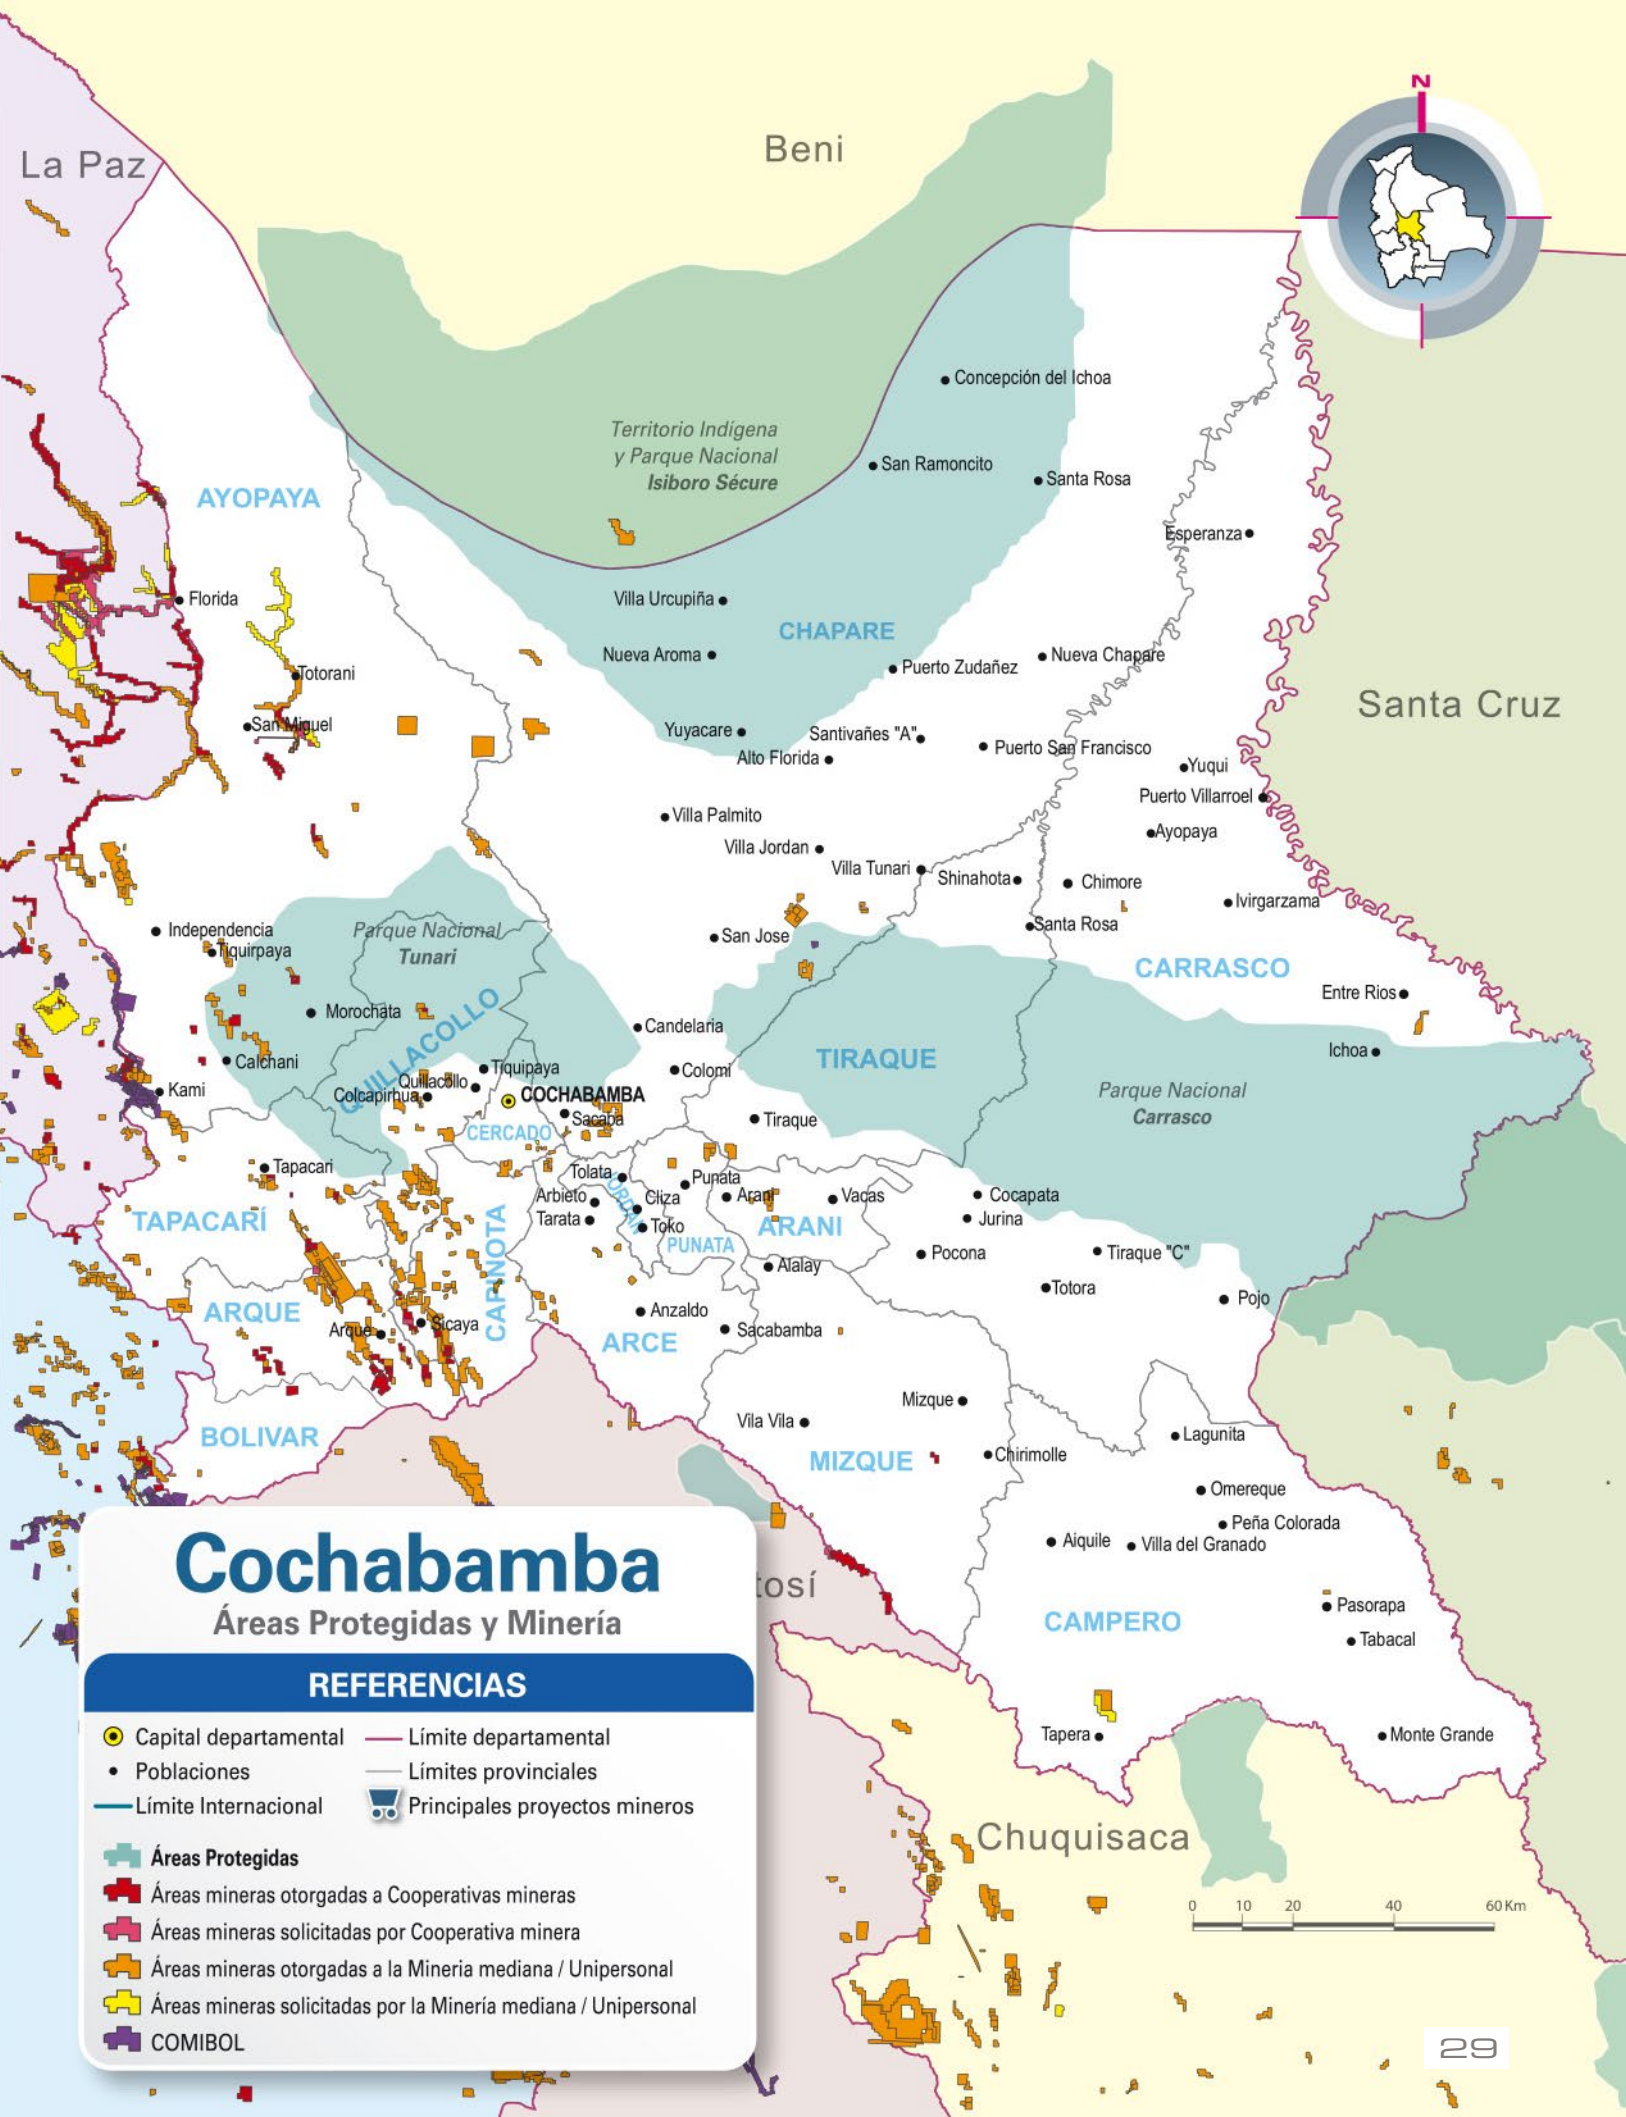 N
La Paz
Beni
Concepción del Ichoa
Territorio Indígena
y Parque Nacional
Isiboro Sécure
San Ramoncito
Santa Rosa
AYOPAYA
Esperanza
Florida
Villa Urcupiña
CHAPARE
Nueva Aroma
Puerto Zudañez
Nueva Chapare
Totorani
Santa Cruz
San Miguel
Yuyacare
Santivañes "A"
Puerto San Francisco
Alto Florida
Yuqui
Puerto Villarroel
Villa Palmito
Ayopaya
Villa Jordan
Villa Tunari
Shinahota
Chimore
Ivirgarzama
Independencia
Parque Nacional
Tunari
San Jose
Santa Rosa
Tiquirpaya
CARRASCO
Entre Rios
Morochata
Candelaria
QUILLACOLLO
TIRAQUE
Ichoa
Calchani
Tiquipaya
Colomi
Kami
Quillacollo
Colcapirhua
COCHABAMBA
Parque Nacional
Carrasco
Sacaba
Tiraque
CERCADO
Tapacari
Tolata
Punata
Arbieto
Cliza
Arani
Vacas
Cocapata
TAPACARÍ
Tarata
JORDAN
Toko
ARANI
Jurina
CAPINOTA
PUNATA
Pocona
Tiraque "C"
Alalay
Totora
Pojo
ARQUE
Anzaldo
Arque
Sicaya
ARCE
Sacabamba
Mizque
Vila Vila
BOLIVAR
Lagunita
MIZQUE
Chirimolle
Omereque
Peña Colorada
Aiquile
Villa del Granado
tosí
Pasorapa
CAMPERO
Tabacal
Tapera
Monte Grande
Chuquisaca
0 10 20 40 60 Km
Cochabamba
Áreas Protegidas y Minería
REFERENCIAS
Capital departamental
Límite departamental
Poblaciones
Límites provinciales
Límite Internacional
Principales proyectos mineros
Áreas Protegidas
Áreas mineras otorgadas a Cooperativas mineras
Áreas mineras solicitadas por Cooperativa minera
Áreas mineras otorgadas a la Mineria mediana / Unipersonal
Áreas mineras solicitadas por la Minería mediana / Unipersonal
COMIBOL
29